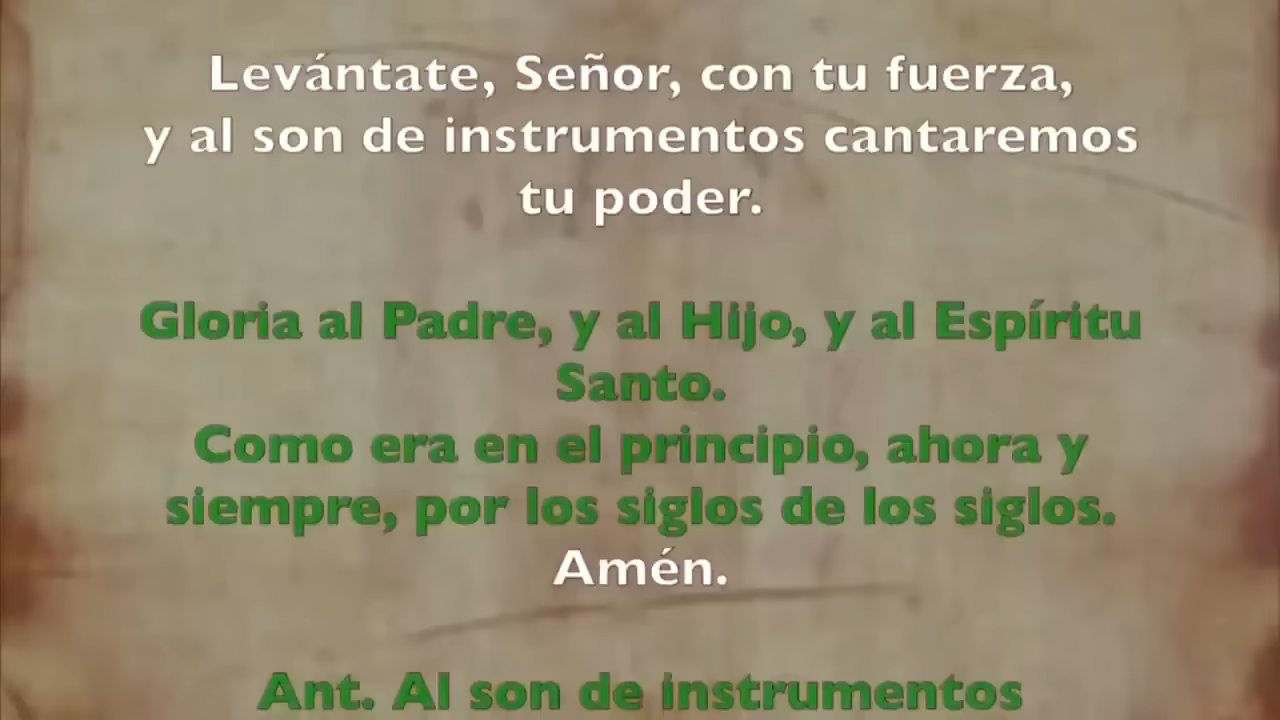 Levántate, Señor, con tu fuerza,
y al son de instrumentos cantaremos
tu poder.
Gloria al Padre, y al Hijo, y al Espíritu
Santo.
Como era en el principio, ahora y
siempre, por los siglos de los siglos.
Amén.
Ant. Al son de instrumentos